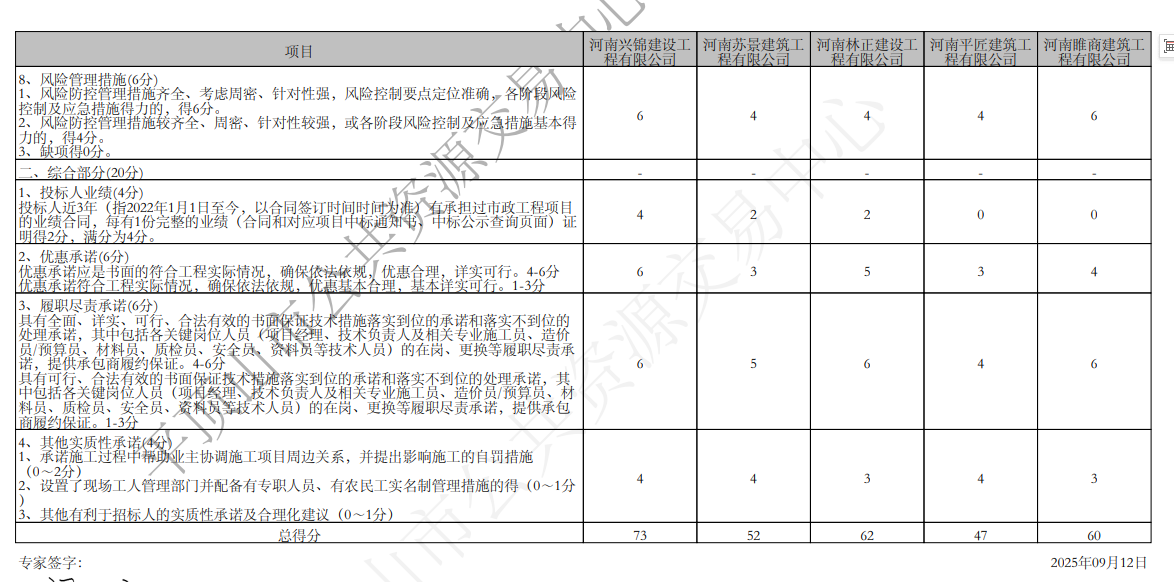 项目
河南兴锦建设工
程有限公司
河南苏景建筑工
程有限公司
河南林正建设工
程有限公司
河南平匠建筑工
程有限公司
河南睢商建筑工
程有限公司
8、风险管理措施(6分)
1、风险防控管理措施齐全、考虑周密、针对性强，风险控制要点定位准确，各阶段风险
控制及应急措施得力的，得6分。
2、风险防控管理措施较齐全、周密、针对性较强，或各阶段风险控制及应急措施基本得
力的，得4分。
3、缺项得0分。
6
4
4
4
6
二、综合部分(20分)
-
-
-
-
-
1、投标人业绩(4分)
投标人近3年（指2022年1月1日至今，以合同签订时间时间为准）有承担过市政工程项目
的业绩合同，每有1份完整的业绩（合同和对应项目中标通知书、中标公示查询页面）证
明得2分，满分为4分。
4
2
2
0
0
2、优惠承诺(6分)
优惠承诺应是书面的符合工程实际情况，确保依法依规，优惠合理，详实可行。4-6分
优惠承诺符合工程实际情况，确保依法依规，优惠基本合理，基本详实可行。1-3分
6
3
5
3
4
3、履职尽责承诺(6分)
具有全面、详实、可行、合法有效的书面保证技术措施落实到位的承诺和落实不到位的
处理承诺，其中包括各关键岗位人员（项目经理、技术负责人及相关专业施工员、造价
员/预算员、材料员、质检员、安全员、资料员等技术人员）的在岗、更换等履职尽责承
诺，提供承包商履约保证。4-6分
具有可行、合法有效的书面保证技术措施落实到位的承诺和落实不到位的处理承诺，其
中包括各关键岗位人员（项目经理、技术负责人及相关专业施工员、造价员/预算员、材
料员、质检员、安全员、资料员等技术人员）的在岗、更换等履职尽责承诺，提供承包
商履约保证。1-3分
6
5
6
4
6
4、其他实质性承诺(4分)
1、承诺施工过程中帮助业主协调施工项目周边关系，并提出影响施工的自罚措施
（0～2分）
2、设置了现场工人管理部门并配备有专职人员、有农民工实名制管理措施的得（0～1分
）
3、其他有利于招标人的实质性承诺及合理化建议（0～1分）
4
4
3
4
3
总得分
73
52
62
47
60
专家签字：
2025年09月12日
平顶山市公共资源交易中心
山市公共资源交易中心